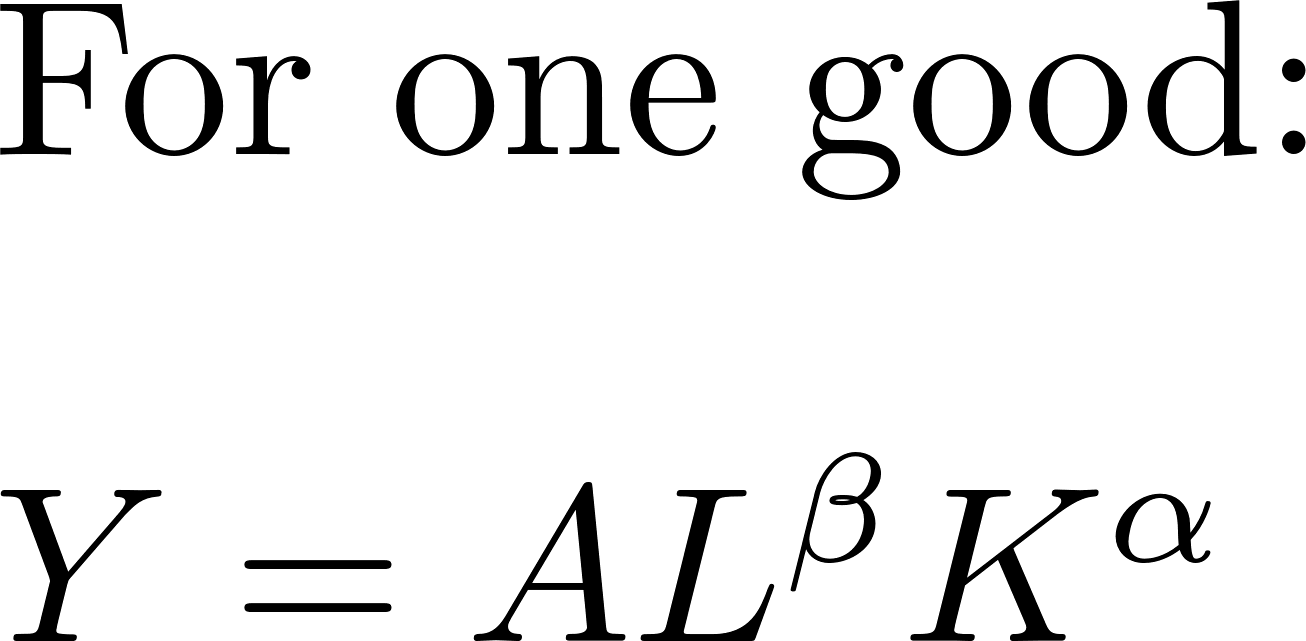 For one good:
Y = AL^β K^α